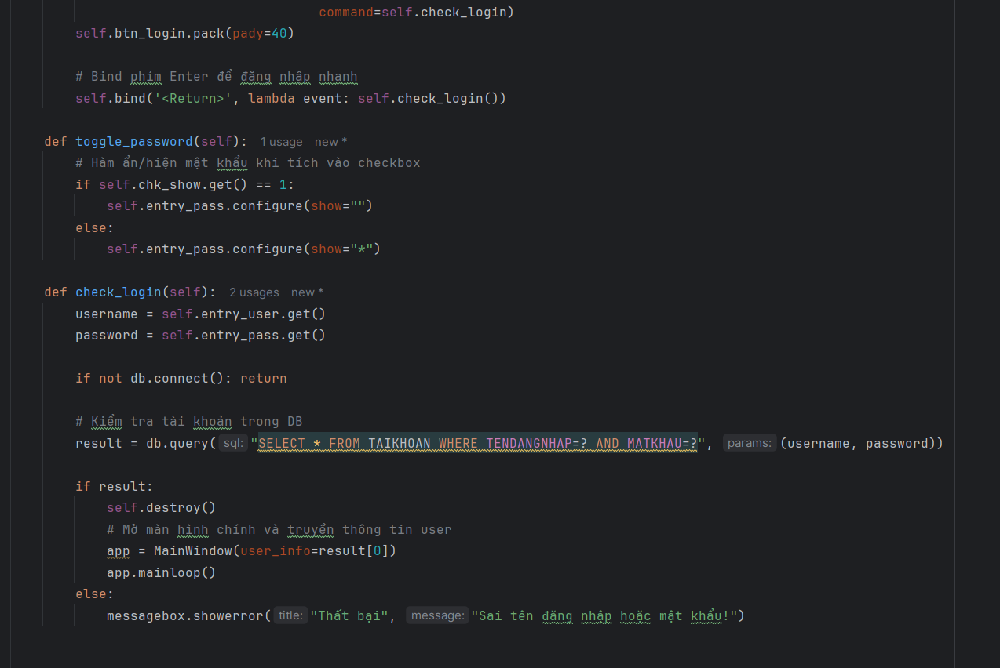 command=self.check_login)
self.btn_login.pack(pady=40)
# Bind phím Enter để đăng nhập nhanh
self.bind('<Return>', lambda event: self.check_login())
def toggle_password(self): 1 usage new *
# Hàm ẩn/hiện mật khẩu khi tích vào checkbox
if self.chk_show.get() == 1:
self.entry_pass.configure(show="")
else:
self.entry_pass.configure(show="*")
def check_login(self): 2 usages new *
username = self.entry_user.get()
password = self.entry_pass.get()
if not db.connect(): return
# Kiểm tra tài khoản trong DB
result = db.query( sql: "SELECT * FROM TAIKHOAN WHERE TENDANGNHAP=? AND MATKHAU=?", params: (username, password))
if result:
self.destroy()
# Mở màn hình chính và truyền thông tin user
app = MainWindow(user_info=result[0])
app.mainloop()
else:
messagebox.showerror( title: "Thất bại", message: "Sai tên đăng nhập hoặc mật khẩu!")